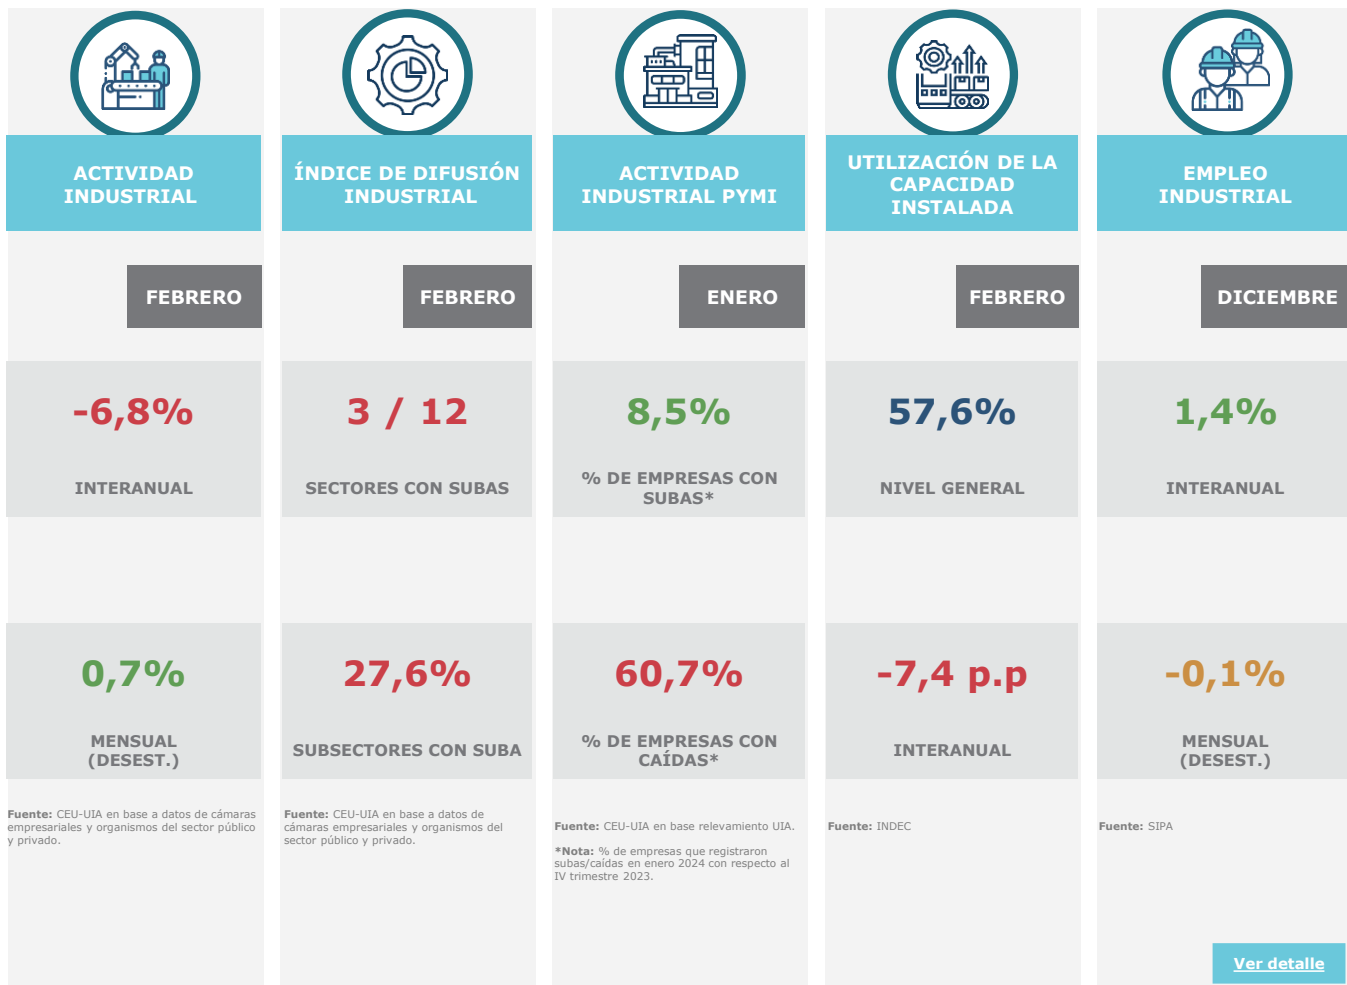 ACTIVIDAD
INDUSTRIAL
FEBRERO
-6,8%
INTERANUAL
0,7%
MENSUAL
(DESEST.)
Fuente: CEU-UIA en base a datos de cámaras
empresariales y organismos del sector público
y privado.
ÍNDICE DE DIFUSIÓN
INDUSTRIAL
FEBRERO
3 / 12
SECTORES CON SUBAS
27,6%
SUBSECTORES CON SUBA
Fuente: CEU-UIA en base a datos de
cámaras empresariales y organismos del
sector público y privado.
ACTIVIDAD
INDUSTRIAL PYMI
ENERO
8,5%
% DE EMPRESAS CON
SUBAS*
60,7%
% DE EMPRESAS CON
CAÍDAS*
Fuente: CEU-UIA en base relevamiento UIA.
*Nota: % de empresas que registraron
subas/caídas en enero 2024 con respecto al
IV trimestre 2023.
UTILIZACIÓN DE LA
CAPACIDAD
INSTALADA
FEBRERO
57,6%
NIVEL GENERAL
-7,4 p.p
INTERANUAL
Fuente: INDEC
EMPLEO
INDUSTRIAL
DICIEMBRE
1,4%
INTERANUAL
-0,1%
MENSUAL
(DESEST.)
Fuente: SIPA
Ver detalle